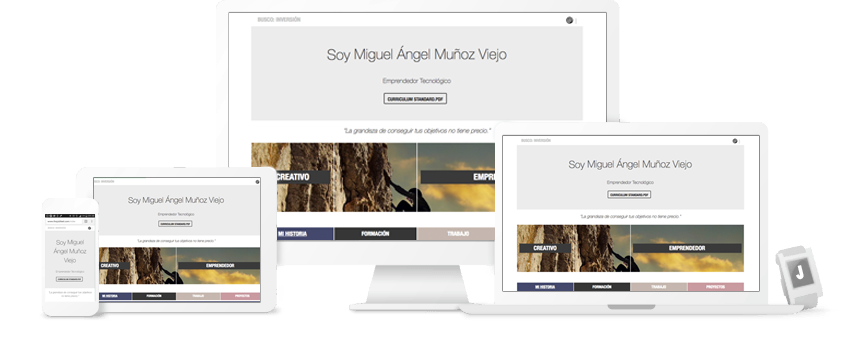 BUSCO: INVERSIÓN
Soy Miguel Ángel Muñoz Viejo
Emprendedor Tecnológico
CURRICULUM STANDARD.PDF
"La grandeza de conseguir tus objetivos no tiene precio."
CREATIVO
EMPRENDEDOR
MI HISTORIA
FORMACIÓN
TRABAJO
BUSCO: INVERSIÓN
Soy Miguel Ángel Muñoz Viejo
Emprendedor Tecnológico
CURRICULUM STANDARD.PDF
"La grandeza de conseguir tus objetivos no tiene precio."
CREATIVO
EMPRENDEDOR
MI HISTORIA
FORMACIÓN
TRABAJO
PROYECTOS
Soy Miguel Ángel Muñoz Viejo
Emprendedor Tecnológico
CURRICULUM STANDARD.PDF
"La grandeza de conseguir tus objetivos no tiene precio."
CREATIVO
EMPRENDEDOR
MI HISTORIA
FORMACIÓN
TRABAJO
PROYECTOS
Soy Miguel
Ángel Muñoz
Viejo
Emprendedor Tecnológico
CURRICULUM STANDARD.PDF
"La grandeza de conseguir tus objetivos
no tiene precio."
J